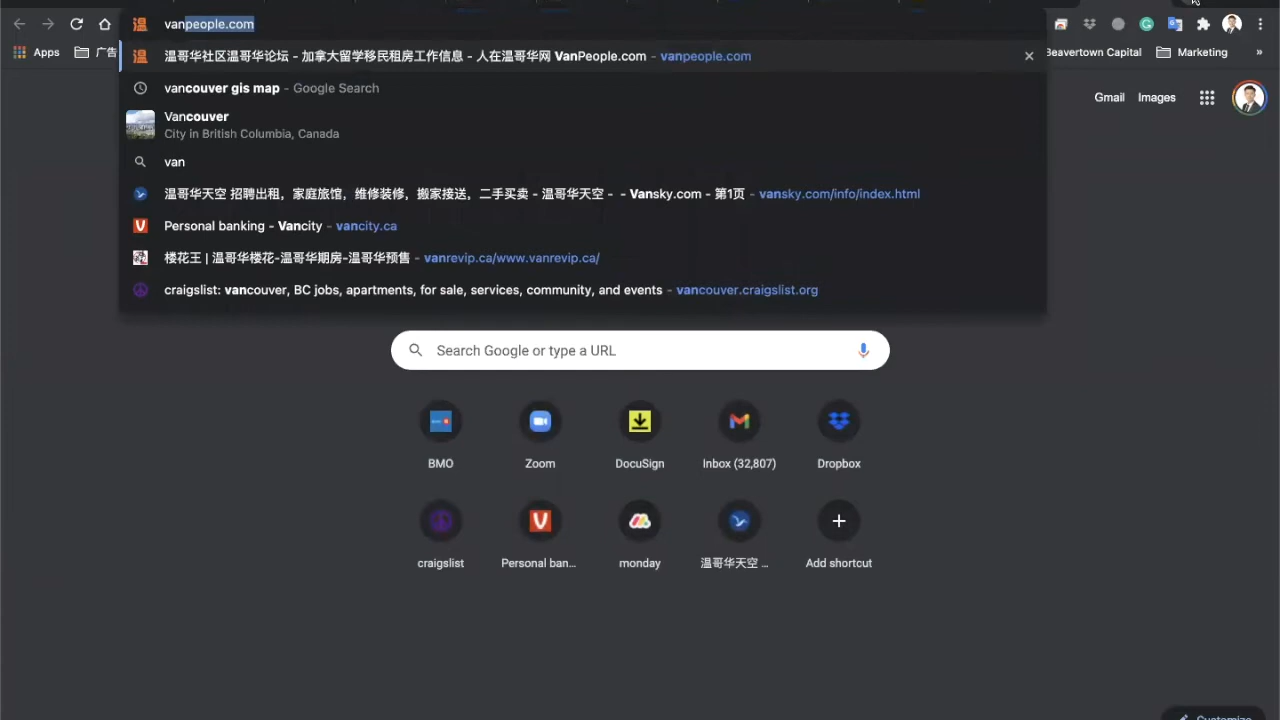 vanpeople.com
Apps 广告 Beavertown Capital Marketing »
温哥华社区温哥华论坛 - 加拿大留学移民租房工作信息 - 人在温哥华网 VanPeople.com - vanpeople.com
vancouver gis map - Google Search
Gmail Images
Vancouver
City in British Columbia, Canada
van
温哥华天空 招聘出租，家庭旅馆，维修装修，搬家接送，二手买卖 - 温哥华天空 - - Vansky.com - 第1页 - vansky.com/info/index.html
Personal banking - Vancity - vancity.ca
楼花王 | 温哥华楼花-温哥华期房-温哥华预售 - vanrevip.ca/www.vanrevip.ca/
craigslist: vancouver, BC jobs, apartments, for sale, services, community, and events - vancouver.craigslist.org
Search Google or type a URL
BMO Zoom DocuSign Inbox (32,807) Dropbox
craigslist Personal ban... monday 温哥华天空 ... Add shortcut
Customize